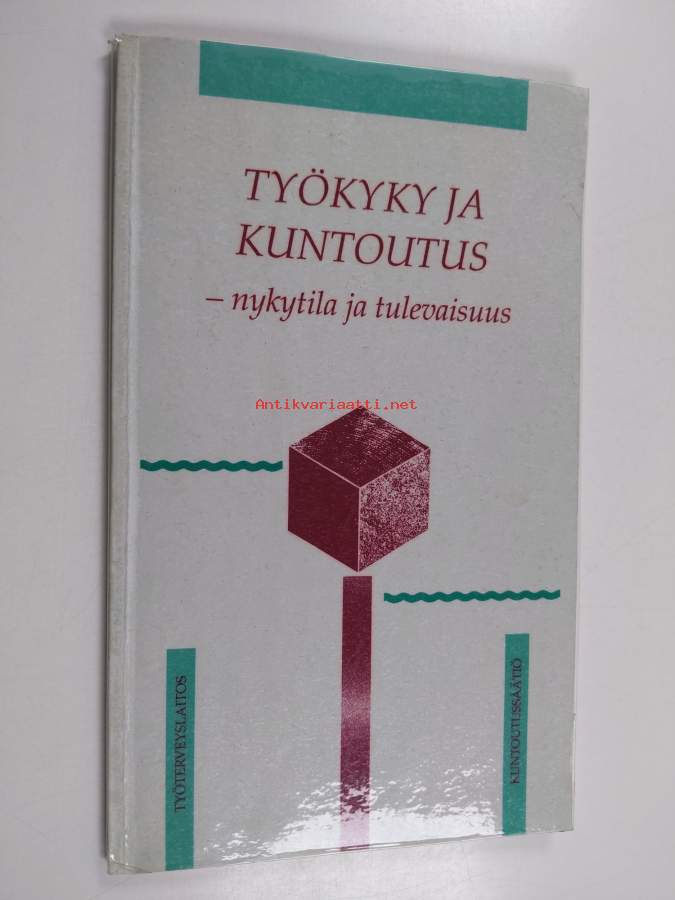 TYÖKYKY JA
KUNTOUTUS
– nykytila ja tulevaisuus
Antikvariaatti.net
TYÖTERVEYSLAITOS
KUNTOUTUSSÄÄTIÖ